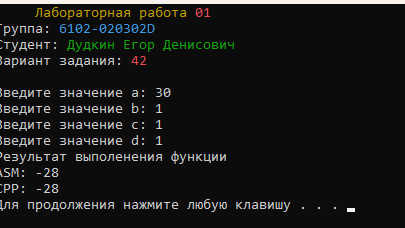 Лабораторная работа 01
Группа: 6102-020302D
Студент: Дудкин Егор Денисович
Вариант задания: 42
Введите значение a: 30
Введите значение b: 1
Введите значение c: 1
Введите значение d: 1
Результат выполенения функции
ASM: -28
CPP: -28
Для продолжения нажмите любую клавишу . . .